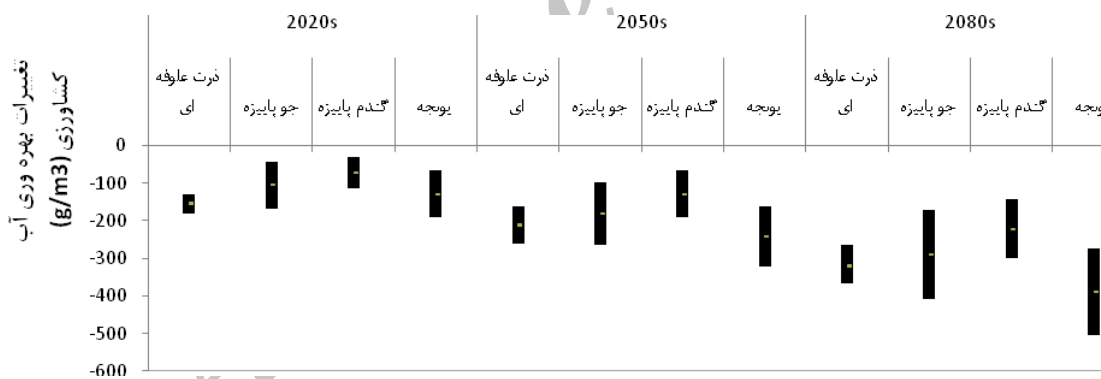 2020s 2050s 2080s
ذرت علوفه ای جو پاییزه گندم پاییزه یونجه ذرت علوفه ای جو پاییزه گندم پاییزه یونجه ذرت علوفه ای جو پاییزه گندم پاییزه
تغییرات بهره وری آب
کشاورزی (g/m3)
0
-100
-200
-300
-400
-500
-600